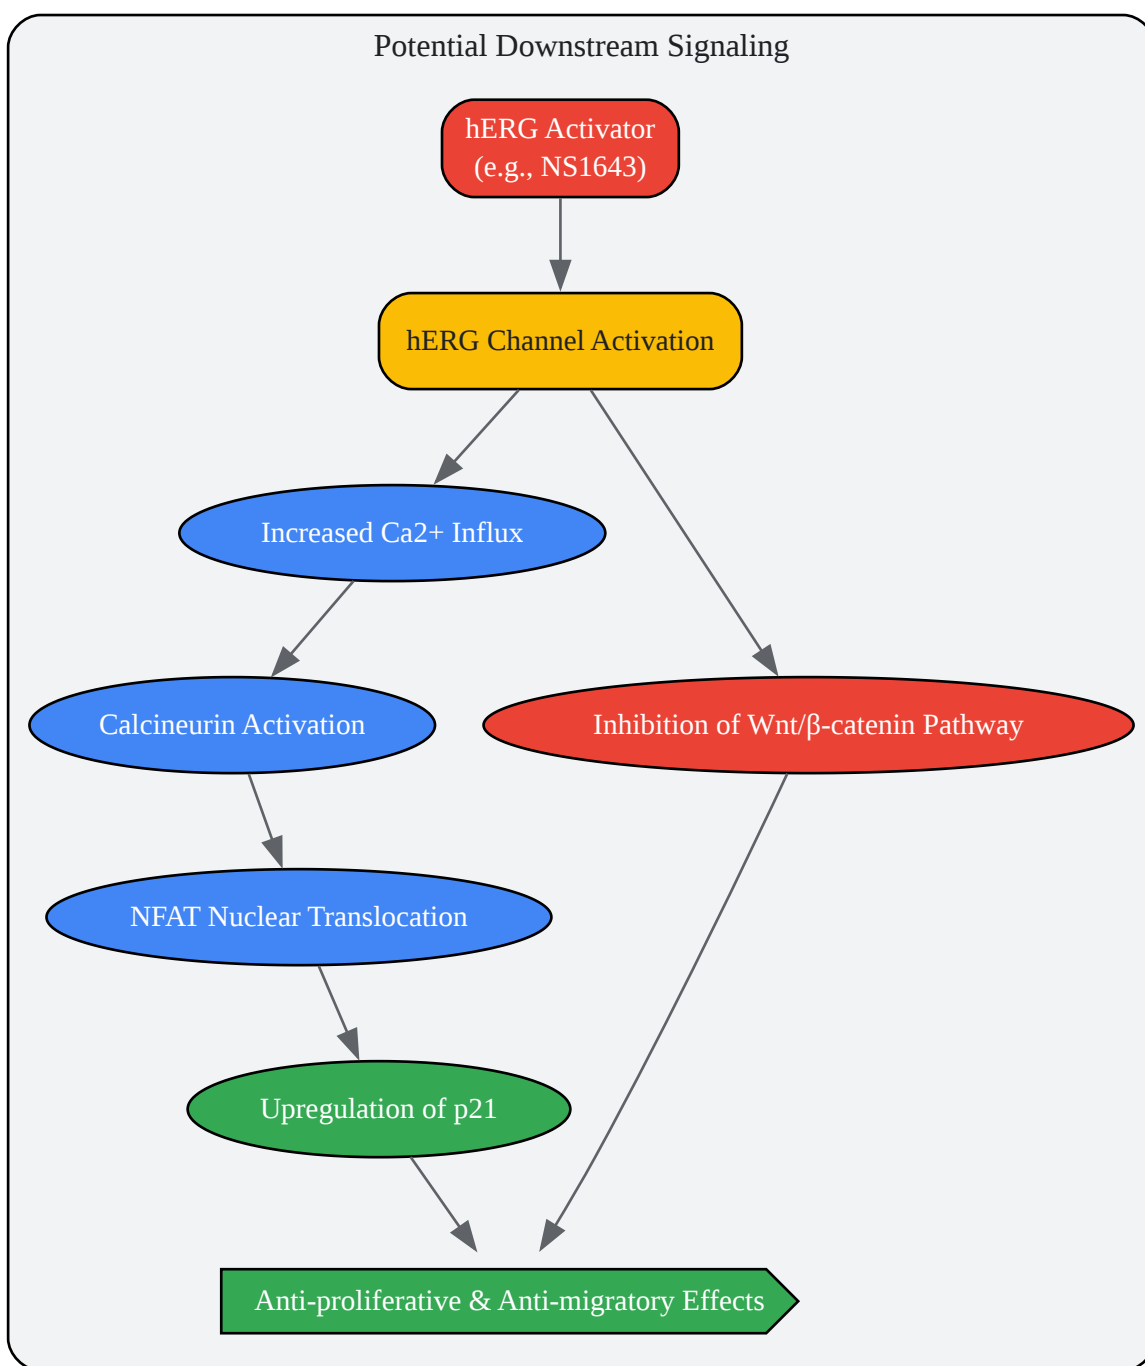 Potential Downstream Signaling
hERG Activator
(e.g., NS1643)
hERG Channel Activation
Increased Ca2+ Influx
Calcineurin Activation
Inhibition of Wnt/β-catenin Pathway
NFAT Nuclear Translocation
Upregulation of p21
Anti-proliferative & Anti-migratory Effects